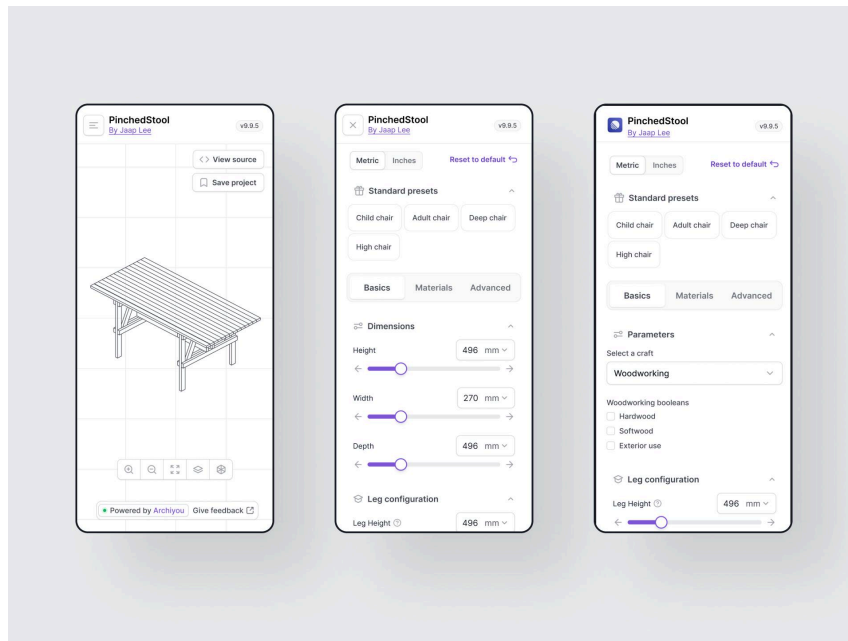 PinchedStool
By Jaap Lee
v9.9.5
View source
Save project
Powered by Archiyou
Give feedback
PinchedStool
By Jaap Lee
v9.9.5
Metric
Inches
Reset to default
Standard presets
Child chair
Adult chair
Deep chair
High chair
Basics
Materials
Advanced
Dimensions
Height
496 mm
Width
270 mm
Depth
496 mm
Leg configuration
Leg Height
496 mm
PinchedStool
By Jaap Lee
v9.9.5
Metric
Inches
Reset to default
Standard presets
Child chair
Adult chair
Deep chair
High chair
Basics
Materials
Advanced
Parameters
Select a craft
Woodworking
Woodworking booleans
Hardwood
Softwood
Exterior use
Leg configuration
Leg Height
496 mm